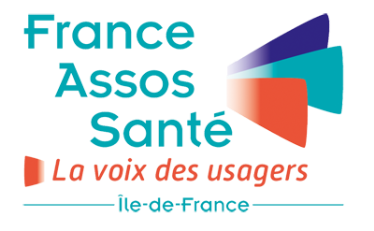 France
Assos
Santé
La voix des usagers
Île-de-France